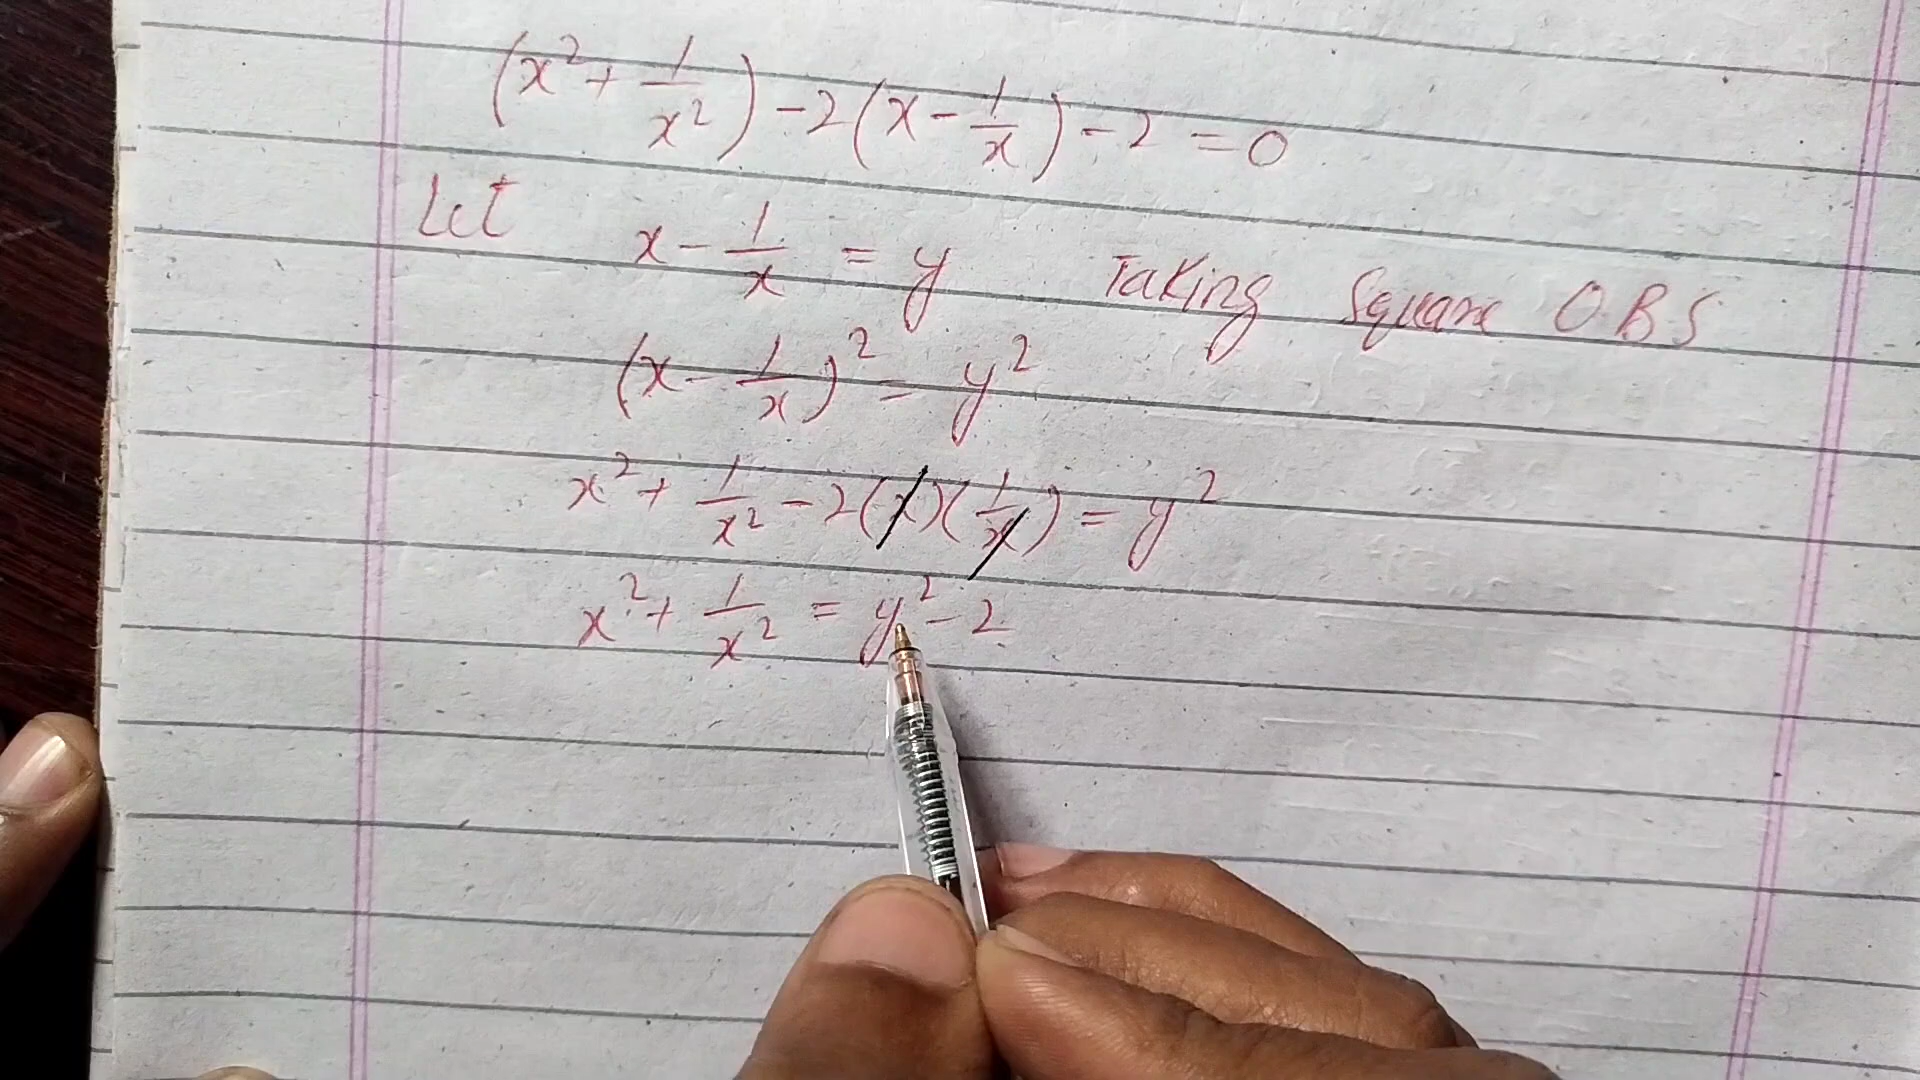 (x² + 1/x²) - 2(x - 1/x) - 2 = 0
Let x - 1/x = y Taking Square O.B.S
(x - 1/x)² = y²
x² + 1/x² - 2(x)(1/x) = y²
x² + 1/x² = y² - 2